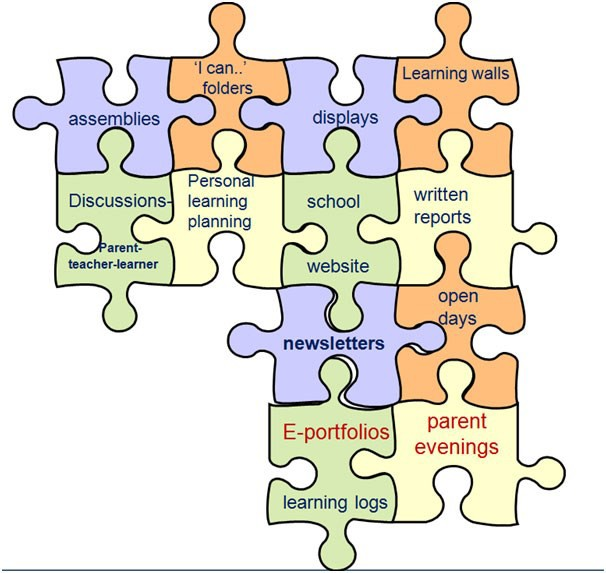 assemblies
‘I can..’
folders
displays
Learning walls
Discussions-
Parent-
teacher-learner
Personal
learning
planning
school
website
written
reports
newsletters
open
days
E-portfolios
learning logs
parent
evenings